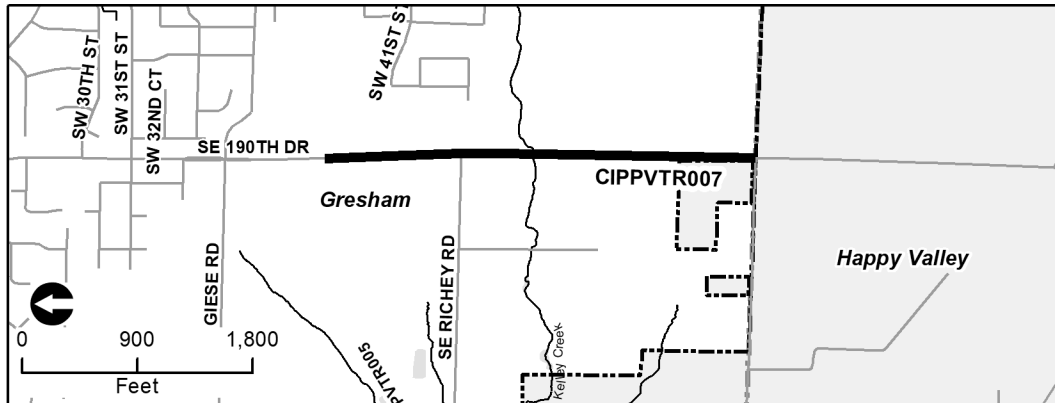 SW 30TH ST
SW 31ST ST
SW 32ND CT
SW 41ST ST
SE 190TH DR
CIPPVTR007
Gresham
Happy Valley
GIESE RD
SE RICHEY RD
PVTR005
Kelley Creek
0 900 1,800
Feet